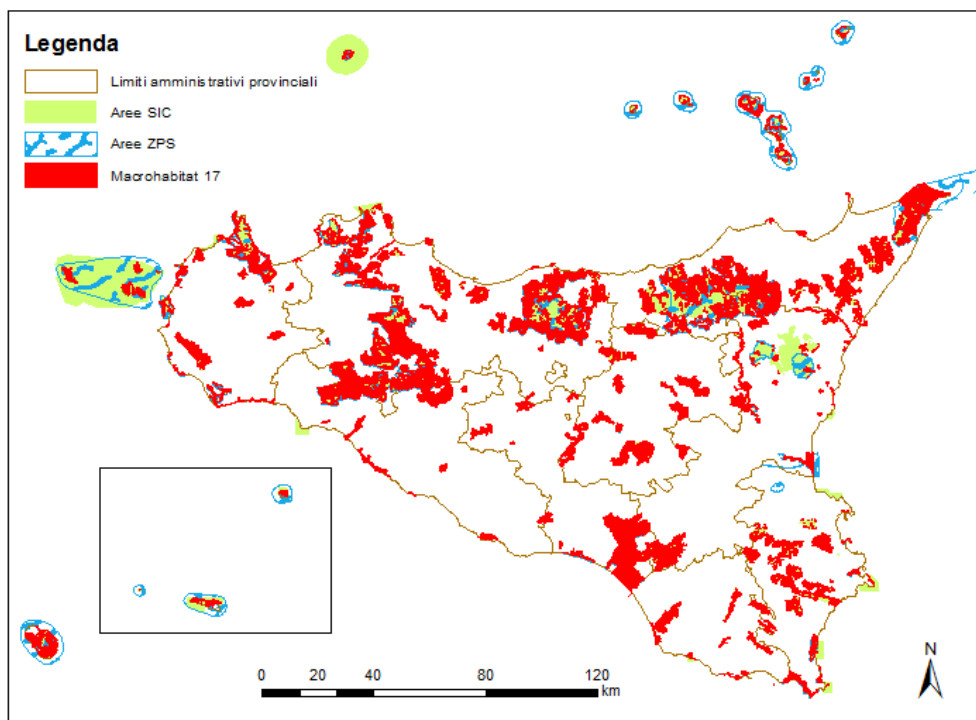 Legenda
Limiti amministrativi provinciali
Aree SIC
Aree ZPS
Macrohabitat 17
N
0 20 40 80 120
km